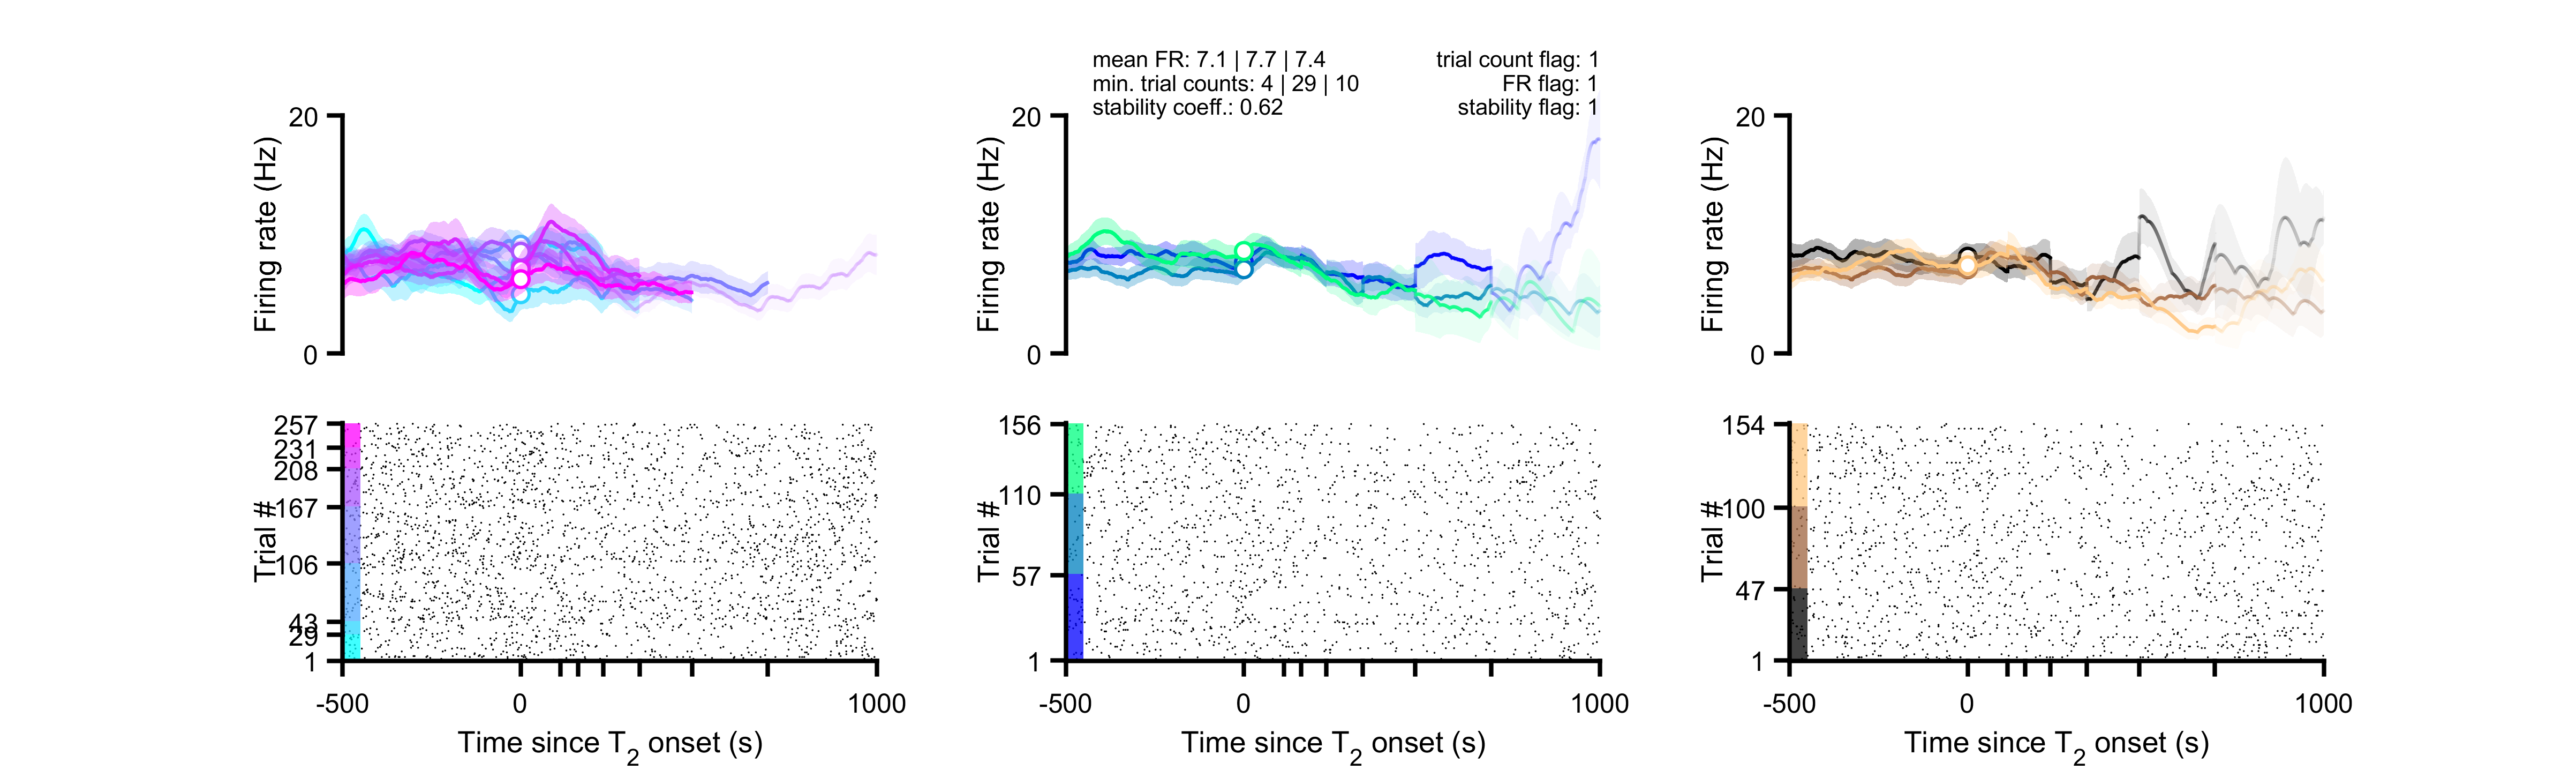 mean FR: 7.1 | 7.7 | 7.4
min. trial counts: 4 | 29 | 10
stability coeff.: 0.62
trial count flag: 1
FR flag: 1
stability flag: 1
20
Firing rate (Hz)
0
20
Firing rate (Hz)
0
20
Firing rate (Hz)
0
257
231
208
167
106
43
29
1
Trial #
-500
0
1000
Time since T2 onset (s)
156
110
57
1
Trial #
-500
0
1000
Time since T2 onset (s)
154
100
47
1
Trial #
-500
0
1000
Time since T2 onset (s)